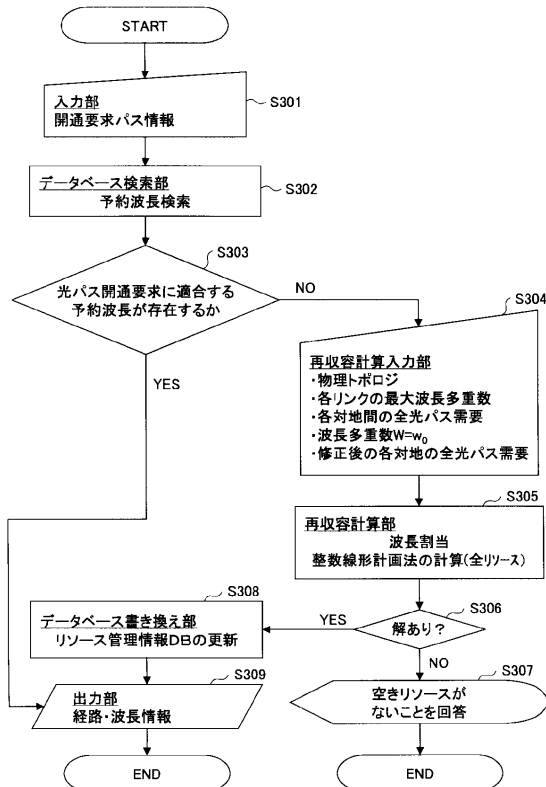 START
入力部
開通要求パス情報
S301
データベース検索部
予約波長検索
S302
S303
光パス開通要求に適合する
予約波長が存在するか
NO
YES
S304
再収容計算入力部
・物理トポロジ
・各リンクの最大波長多重数
・各対地間の全光パス需要
・波長多重数W=w₀
・修正後の各対地の全光パス需要
S305
再収容計算部
波長割当
整数線形計画法の計算(全リソース)
S306
解あり?
YES
NO
S308
データベース書き換え部
リソース管理情報DBの更新
S309
出力部
経路・波長情報
S307
空きリソースが
ないことを回答
END
END